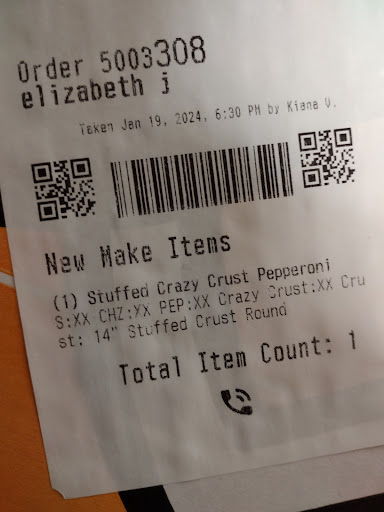 Order 5003308
elizabeth j
Taken Jan 19, 2024, 6:30 PM by Kiana V.
New Make Items
(1) Stuffed Crazy Crust Pepperoni
S:XX CHZ:XX PEP:XX Crazy Crust:XX Cru
st: 14" Stuffed Crust Round
Total Item Count: 1